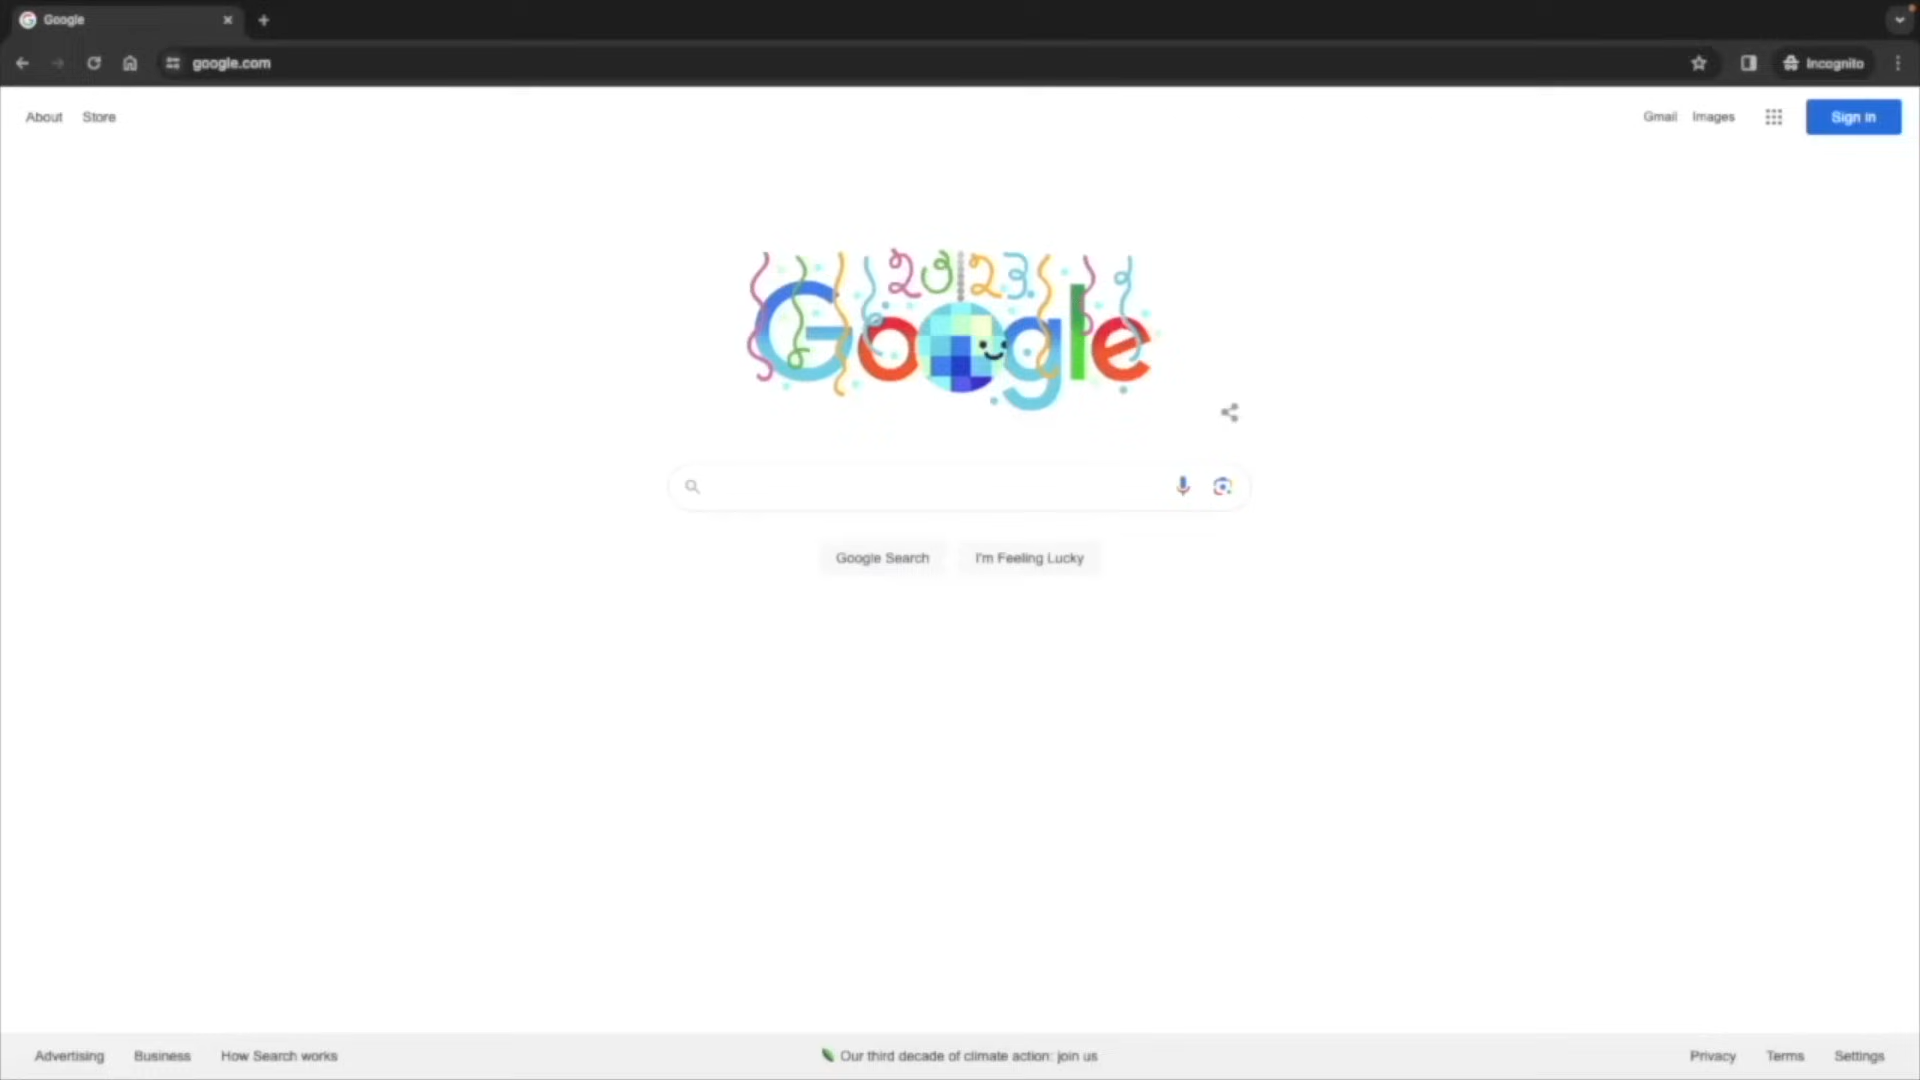 Google
google.com
Incognito
About Store
Gmail Images
Sign in
2023
Google
Google Search
I'm Feeling Lucky
Advertising Business How Search works
Our third decade of climate action: join us
Privacy Terms Settings